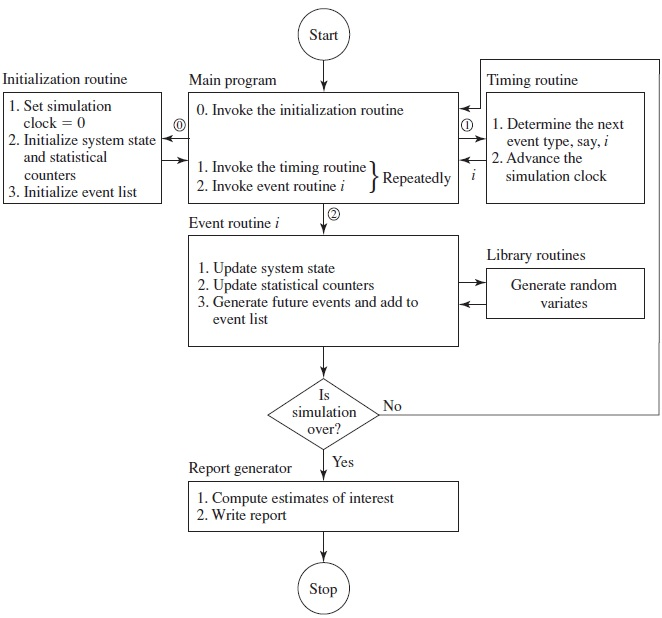 Start
Initialization routine
Main program
Timing routine
1. Set simulation
clock = 0
2. Initialize system state
and statistical
counters
3. Initialize event list
⓪
0. Invoke the initialization routine
1. Invoke the timing routine
2. Invoke event routine i
} Repeatedly
①
i
1. Determine the next
event type, say, i
2. Advance the
simulation clock
②
Event routine i
1. Update system state
2. Update statistical counters
3. Generate future events and add to
event list
Library routines
Generate random
variates
Is
simulation
over?
No
Yes
Report generator
1. Compute estimates of interest
2. Write report
Stop